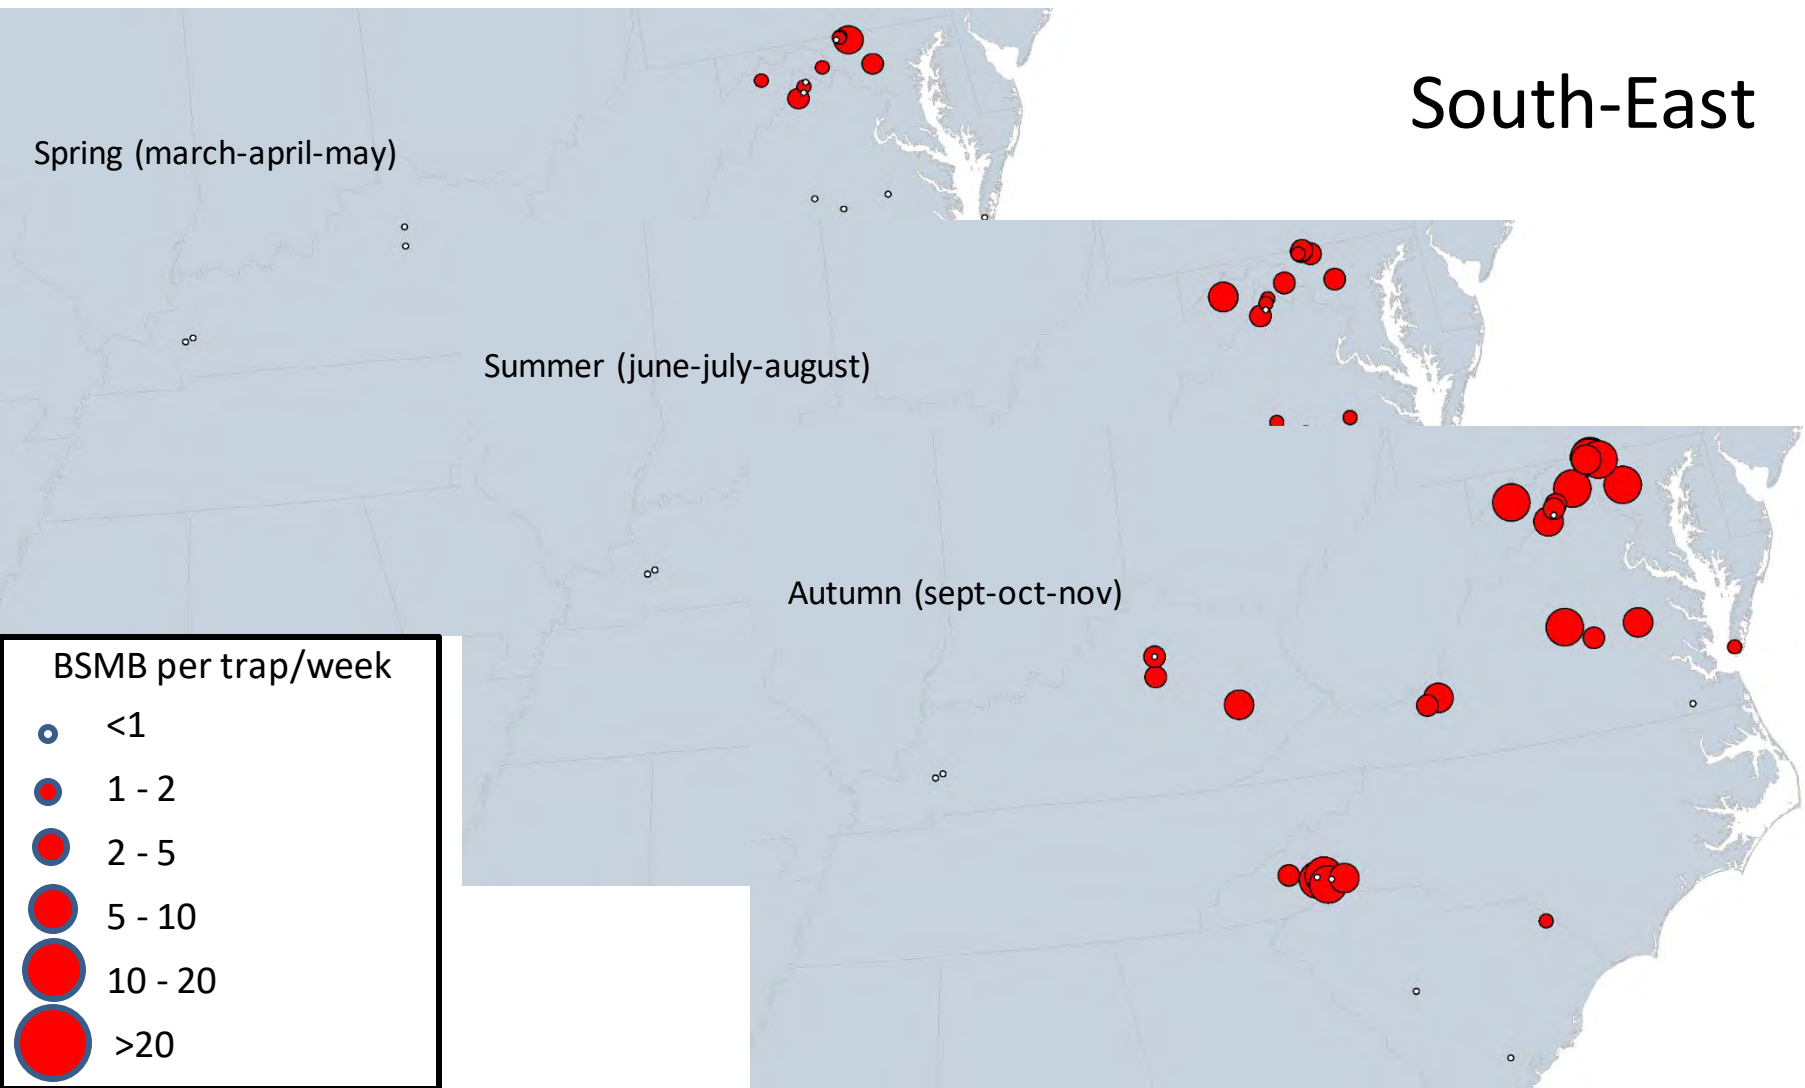 South-East
Spring (march-april-may)
Summer (june-july-august)
Autumn (sept-oct-nov)
BSMB per trap/week
<1
1 - 2
2 - 5
5 - 10
10 - 20
>20